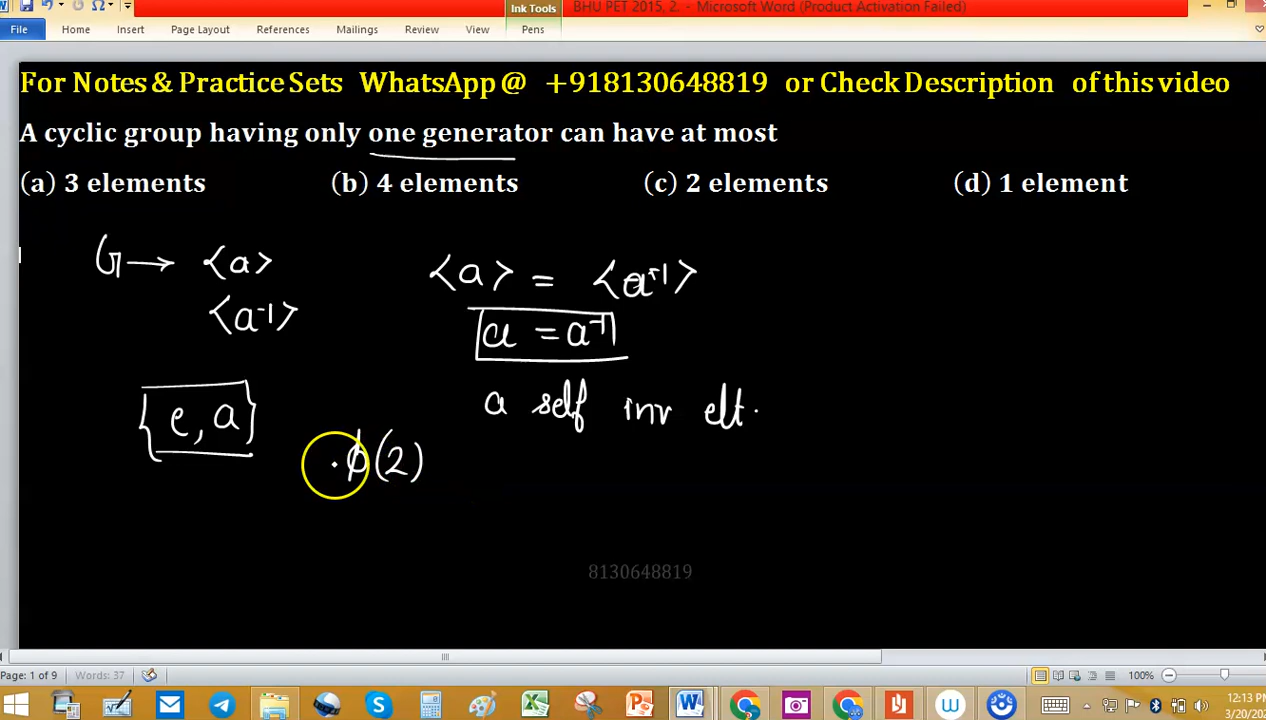 Ink Tools
BHU PET 2015, 2. - Microsoft Word (Product Activation Failed)
File Home Insert Page Layout References Mailings Review View Pens
For Notes & Practice Sets WhatsApp @ +918130648819 or Check Description of this video
A cyclic group having only one generator can have at most
(a) 3 elements (b) 4 elements (c) 2 elements (d) 1 element
G → <a> <a> = <a⁻¹>
<a⁻¹> a = a⁻¹
{e, a} a self inv elt.
ϕ(2)
8130648819
Page: 1 of 9 Words: 37 100%
12:13 PM